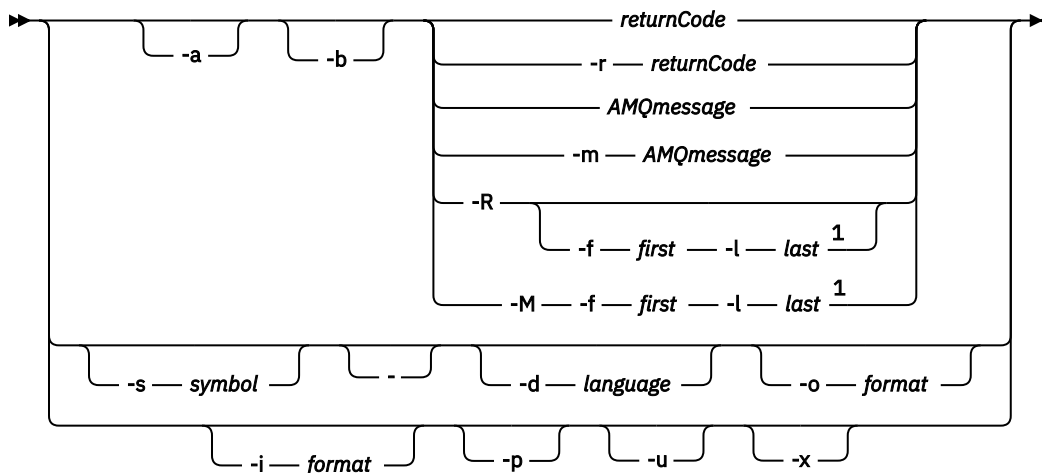 returnCode
-a -b
-r returnCode
AMQmessage
-m AMQmessage
-R
-f first -l last 1
-M -f first -l last 1
-s symbol - -d language -o format
-i format -p -u -x